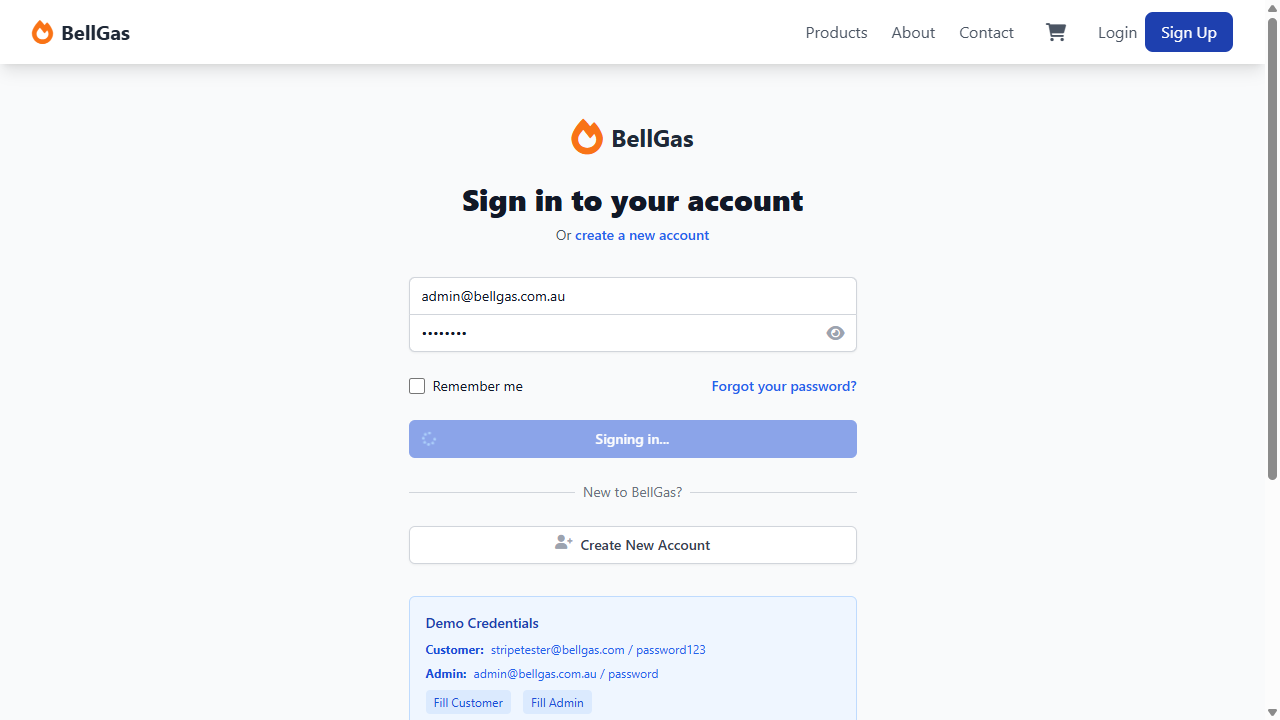 BellGas
Products About Contact Login Sign Up
BellGas
Sign in to your account
Or create a new account
admin@bellgas.com.au
••••••••
Remember me Forgot your password?
Signing in...
New to BellGas?
Create New Account
Demo Credentials
Customer: stripetester@bellgas.com / password123
Admin: admin@bellgas.com.au / password
Fill Customer Fill Admin